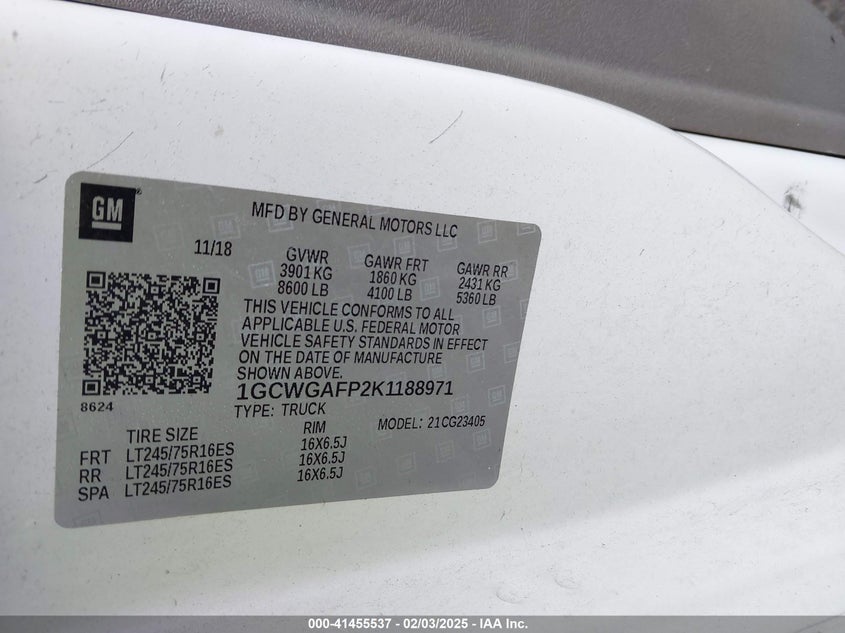 GM
MFD BY GENERAL MOTORS LLC
11/18
GVWR
3901 KG
8600 LB
GAWR FRT
1860 KG
4100 LB
GAWR RR
2431 KG
5360 LB
THIS VEHICLE CONFORMS TO ALL
APPLICABLE U.S. FEDERAL MOTOR
VEHICLE SAFETY STANDARDS IN EFFECT
ON THE DATE OF MANUFACTURE
SHOWN ABOVE.
1GCWGAFP2K1188971
8624
TYPE: TRUCK
MODEL: 21CG23405
TIRE SIZE RIM
FRT LT245/75R16ES 16X6.5J
RR LT245/75R16ES 16X6.5J
SPA LT245/75R16ES 16X6.5J
000-41455537 - 02/03/2025 - IAA Inc.